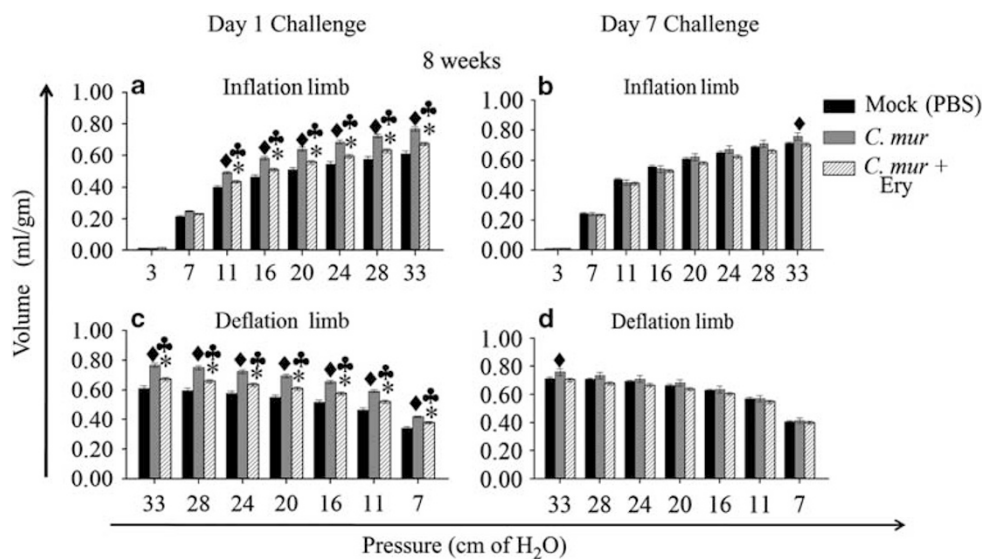 Day 1 Challenge
Day 7 Challenge
8 weeks
a
Inflation limb
1.00
0.80
0.60
0.40
0.20
0.00
♦ ♣ *
♦ ♣ *
♦ ♣ *
♦ ♣ *
♦ ♣ *
♦ ♣ *
3 7 11 16 20 24 28 33
b
Inflation limb
1.00
0.80
0.60
0.40
0.20
0.00
♦
3 7 11 16 20 24 28 33
Mock (PBS)
C. mur
C. mur +
Ery
c
Deflation limb
1.00
0.80
0.60
0.40
0.20
0.00
♦ ♣ *
♦ ♣ *
♦ ♣ *
♦ ♣ *
♦ ♣ *
♦ ♣ *
♦ ♣ *
33 28 24 20 16 11 7
d
Deflation limb
1.00
0.80
0.60
0.40
0.20
0.00
♦
33 28 24 20 16 11 7
Volume (ml/gm)
Pressure (cm of H₂O)